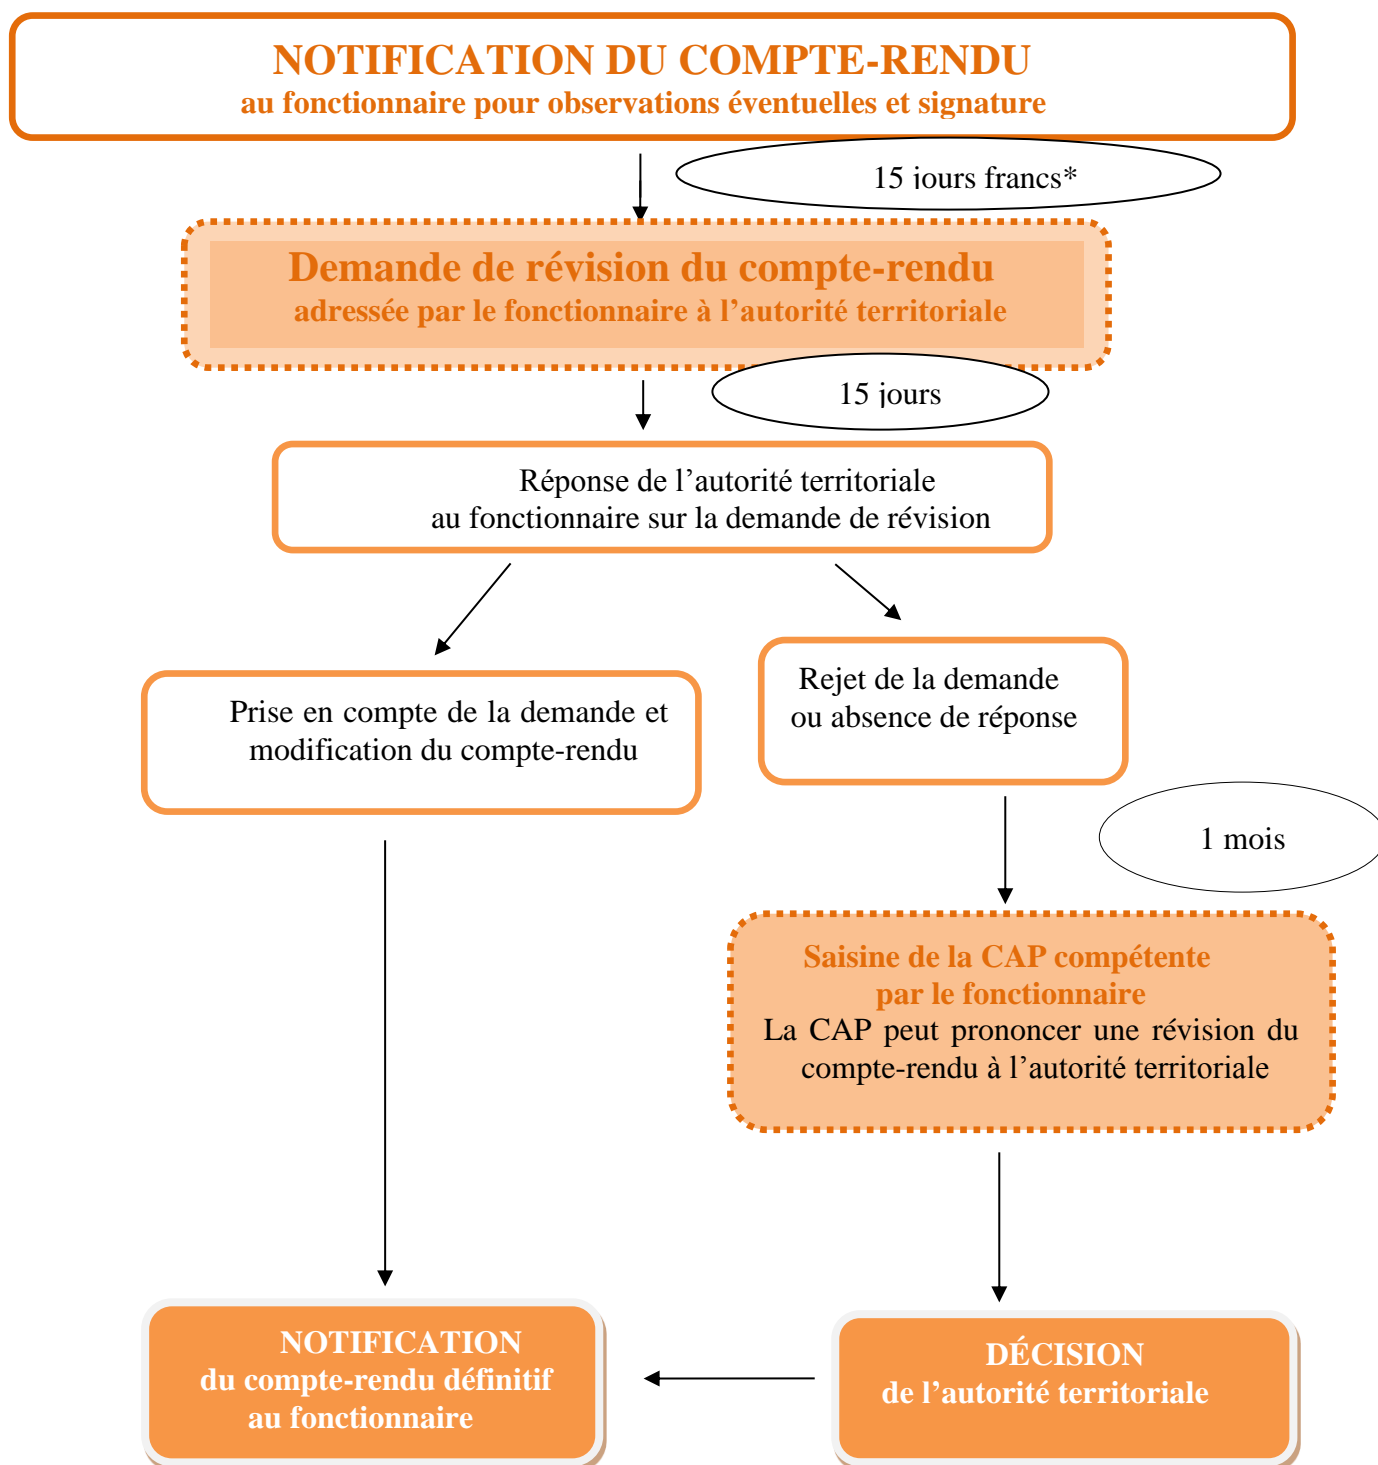 NOTIFICATION DU COMPTE-RENDU
au fonctionnaire pour observations éventuelles et signature
15 jours francs*
Demande de révision du compte-rendu
adressée par le fonctionnaire à l’autorité territoriale
15 jours
Réponse de l’autorité territoriale
au fonctionnaire sur la demande de révision
Prise en compte de la demande et
modification du compte-rendu
Rejet de la demande
ou absence de réponse
1 mois
Saisine de la CAP compétente
par le fonctionnaire
La CAP peut prononcer une révision du
compte-rendu à l’autorité territoriale
NOTIFICATION
du compte-rendu définitif
au fonctionnaire
DÉCISION
de l’autorité territoriale